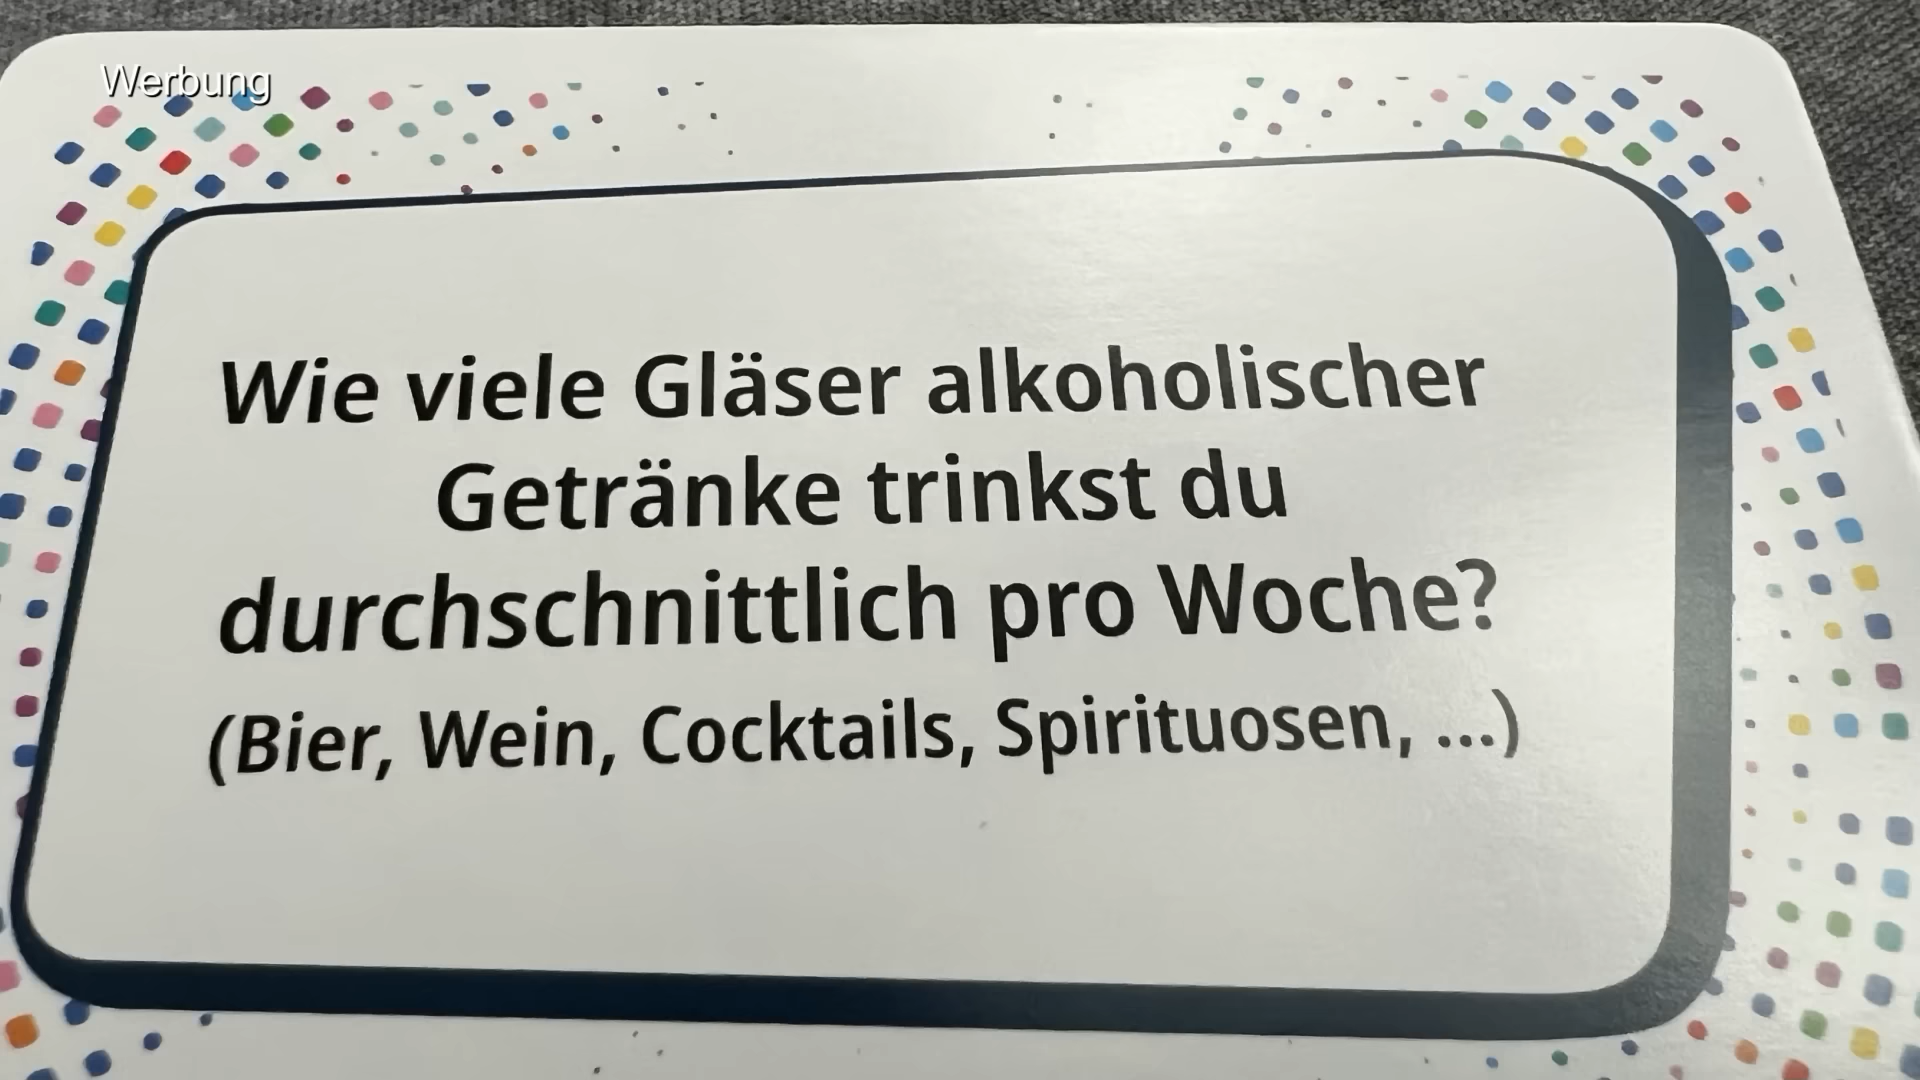 Werbung
Wie viele Gläser alkoholischer
Getränke trinkst du
durchschnittlich pro Woche?
(Bier, Wein, Cocktails, Spirituosen, ...)